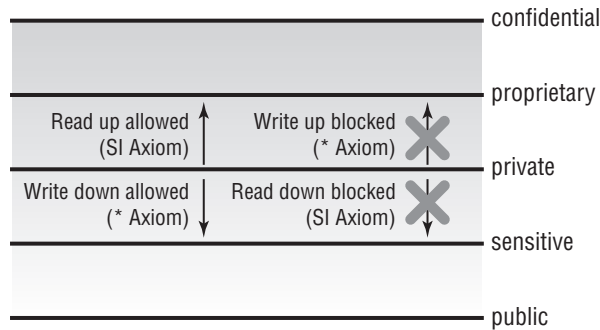 confidential
proprietary
Read up allowed
(SI Axiom)
Write up blocked
(* Axiom)
private
Write down allowed
(* Axiom)
Read down blocked
(SI Axiom)
sensitive
public